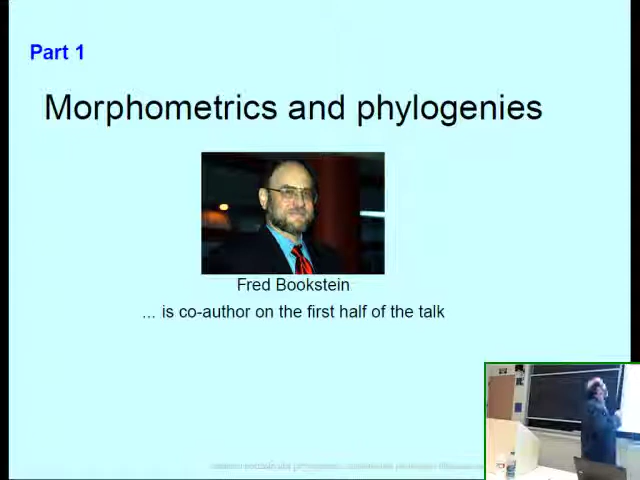 Part 1
Morphometrics and phylogenies
Fred Bookstein
... is co-author on the first half of the talk